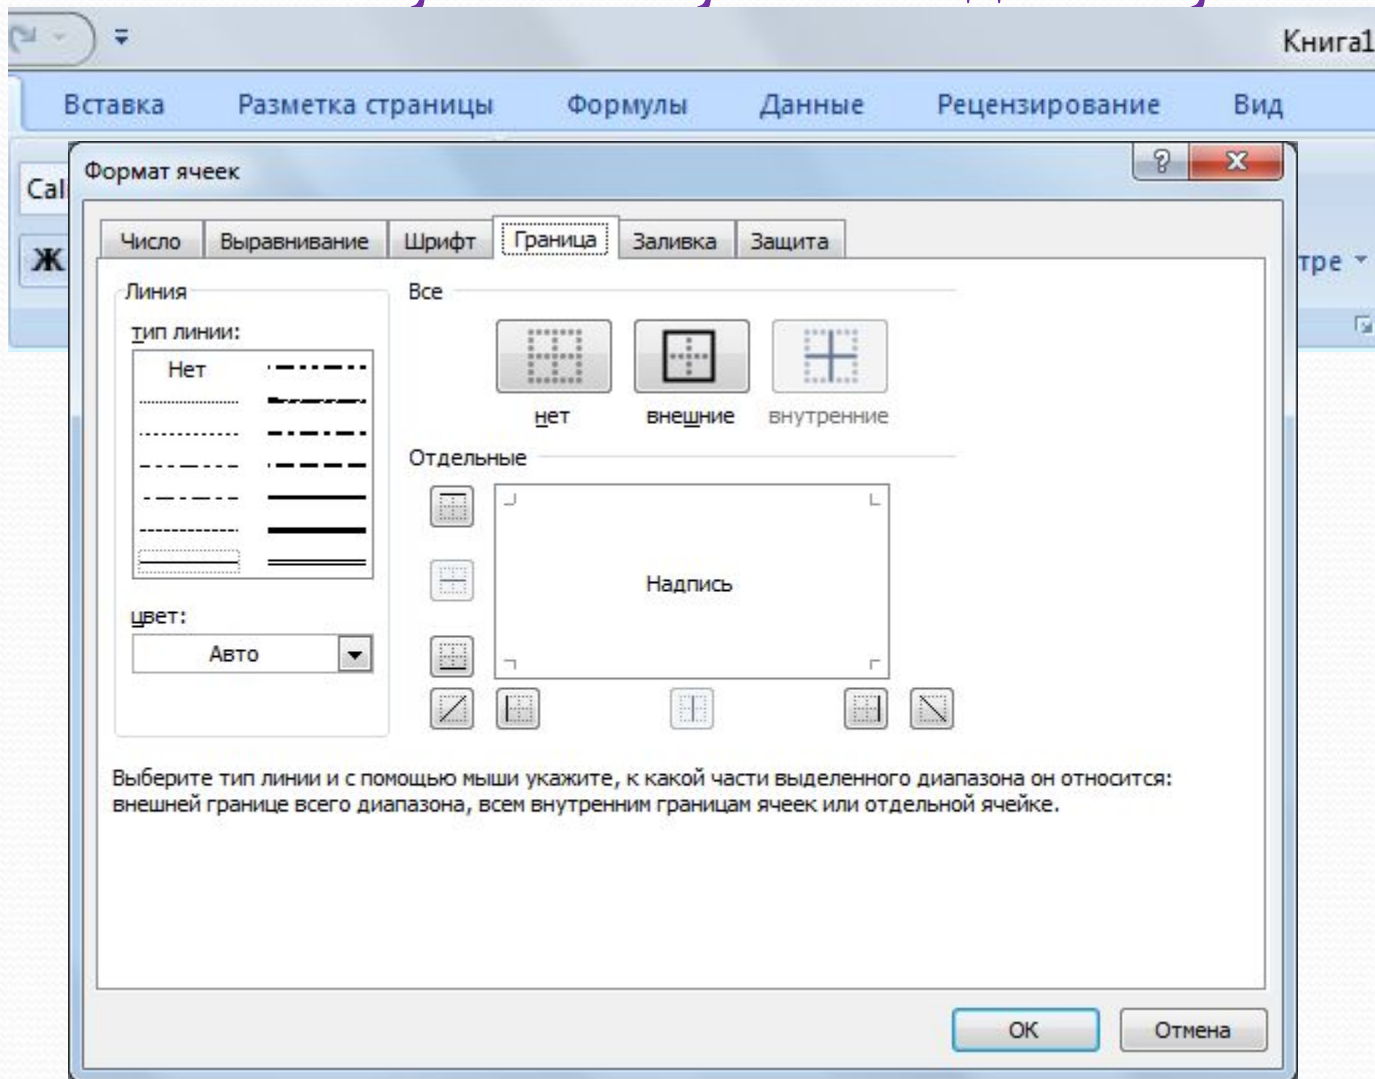 Книга1
Вставка Разметка страницы Формулы Данные Рецензирование Вид
Формат ячеек
Cal
Ж
тре
Число Выравнивание Шрифт Граница Заливка Защита
Линия
тип линии:
Нет
цвет:
Авто
Все
нет внешние внутренние
Отдельные
Надпись
Выберите тип линии и с помощью мыши укажите, к какой части выделенного диапазона он относится:
внешней границе всего диапазона, всем внутренним границам ячеек или отдельной ячейке.
ОК Отмена